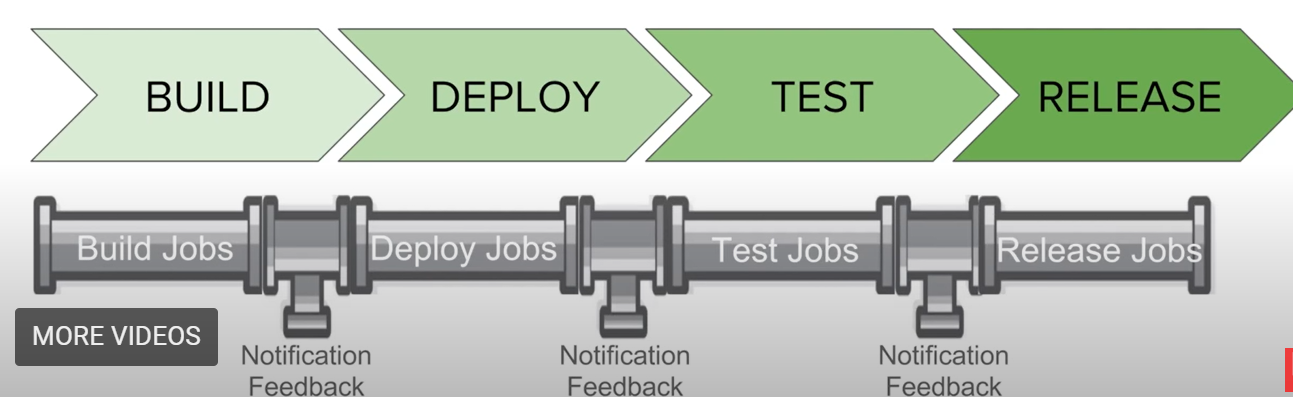 BUILD DEPLOY TEST RELEASE
Build Jobs Deploy Jobs Test Jobs Release Jobs
MORE VIDEOS
Notification Notification Notification
Feedback Feedback Feedback